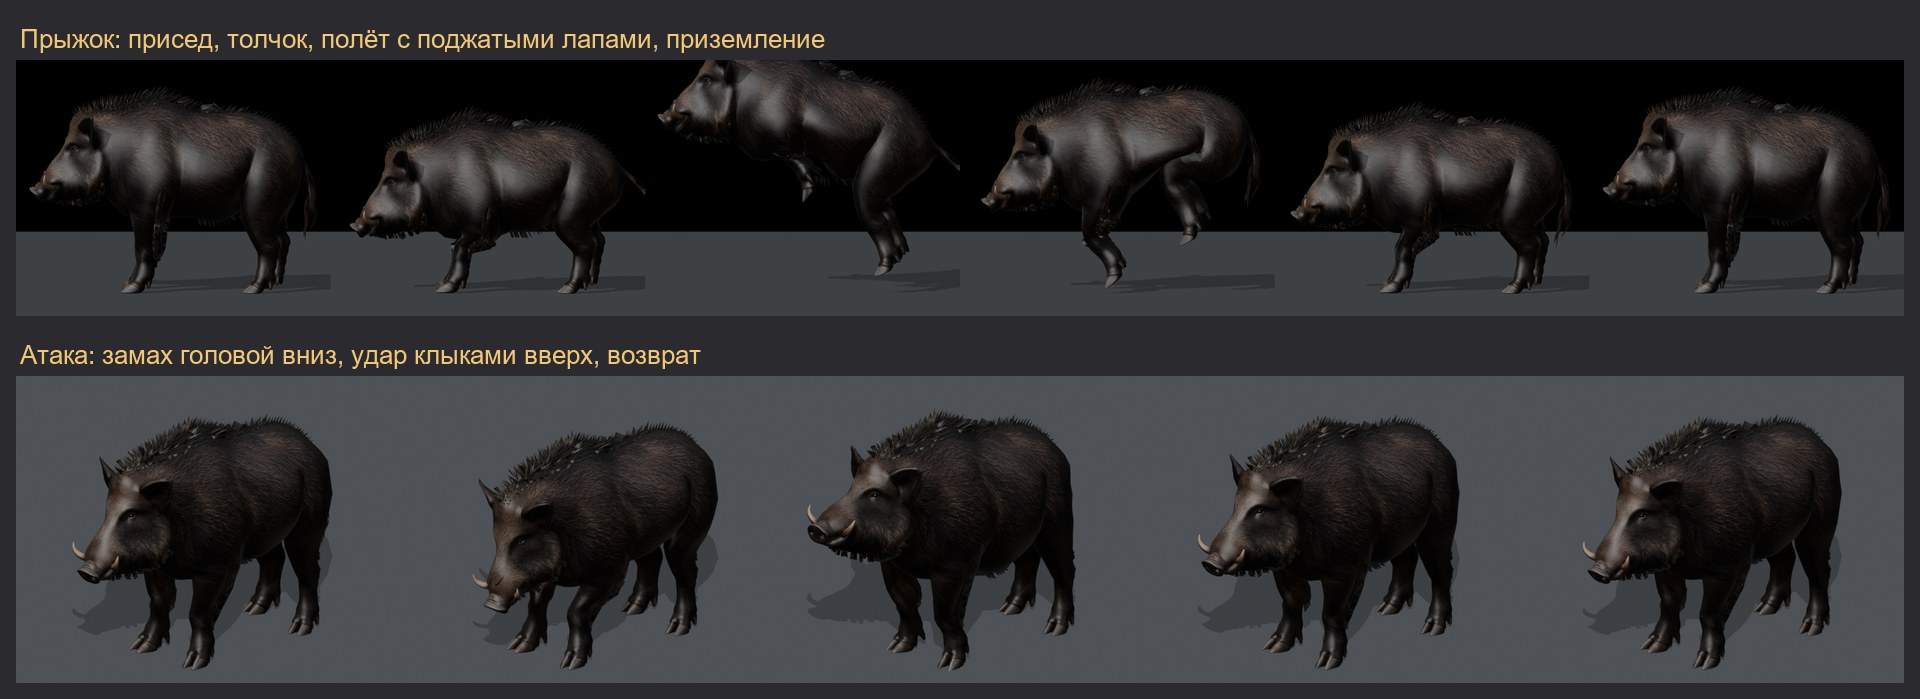 Прыжок: присед, толчок, полёт с поджатыми лапами, приземление
Атака: замах головой вниз, удар клыками вверх, возврат